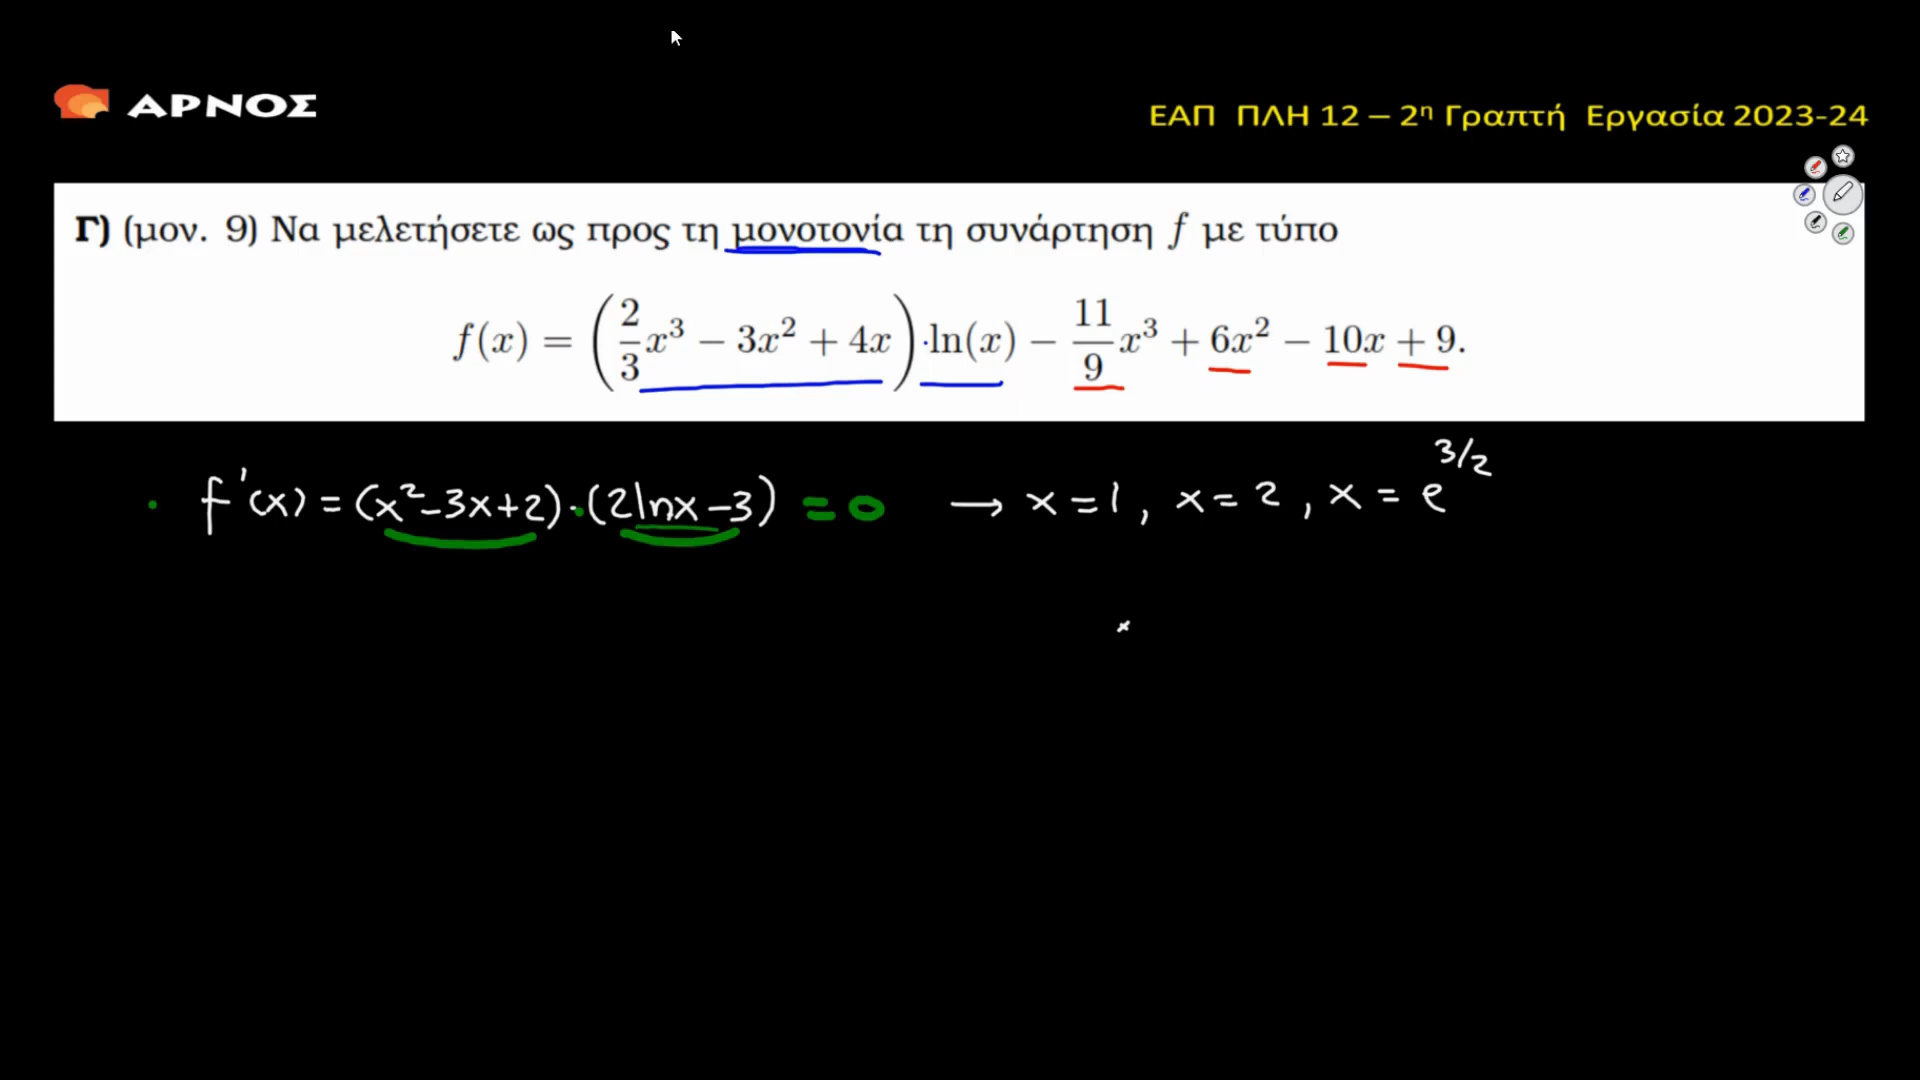 ΑΡΝΟΣ
ΕΑΠ ΠΛΗ 12 – 2η Γραπτή Εργασία 2023-24
Γ) (μον. 9) Να μελετήσετε ως προς τη μονοτονία τη συνάρτηση f με τύπο
f(x) = (2/3 x³ − 3x² + 4x) · ln(x) − 11/9 x³ + 6x² − 10x + 9.
· f'(x) = (x²-3x+2)·(2lnx-3) = 0 → x=1, x=2, x=e^{3/2}